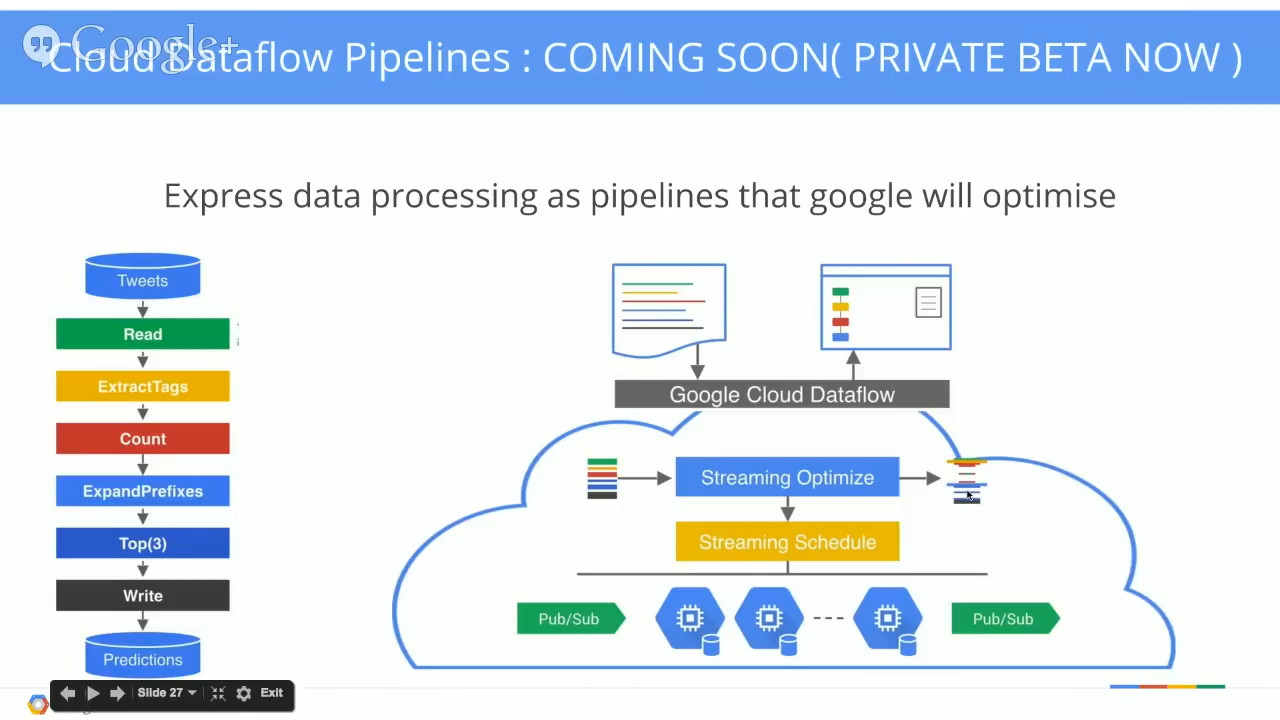 Google+
Cloud Dataflow Pipelines : COMING SOON( PRIVATE BETA NOW )
Express data processing as pipelines that google will optimise
Tweets
Read
ExtractTags
Count
ExpandPrefixes
Top(3)
Write
Predictions
Google Cloud Dataflow
Streaming Optimize
Streaming Schedule
Pub/Sub
Pub/Sub
Slide 27
Exit